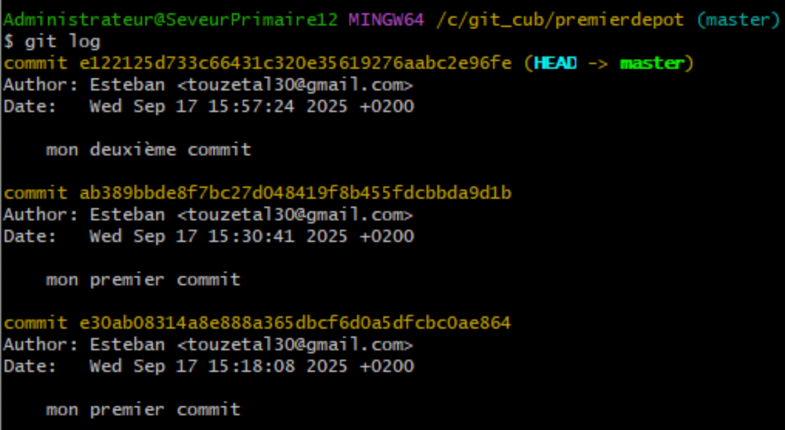 Administrateur@SeveurPrimaire12 MINGW64 /c/git_cub/premierdepot (master)
$ git log
commit e122125d733c66431c320e35619276aabc2e96fe (HEAD -> master)
Author: Esteban <touzetal30@gmail.com>
Date:   Wed Sep 17 15:57:24 2025 +0200
    mon deuxième commit
commit ab389bbde8f7bc27d048419f8b455fdcbbda9d1b
Author: Esteban <touzetal30@gmail.com>
Date:   Wed Sep 17 15:30:41 2025 +0200
    mon premier commit
commit e30ab08314a8e888a365dbcf6d0a5dfcbc0ae864
Author: Esteban <touzetal30@gmail.com>
Date:   Wed Sep 17 15:18:08 2025 +0200
    mon premier commit